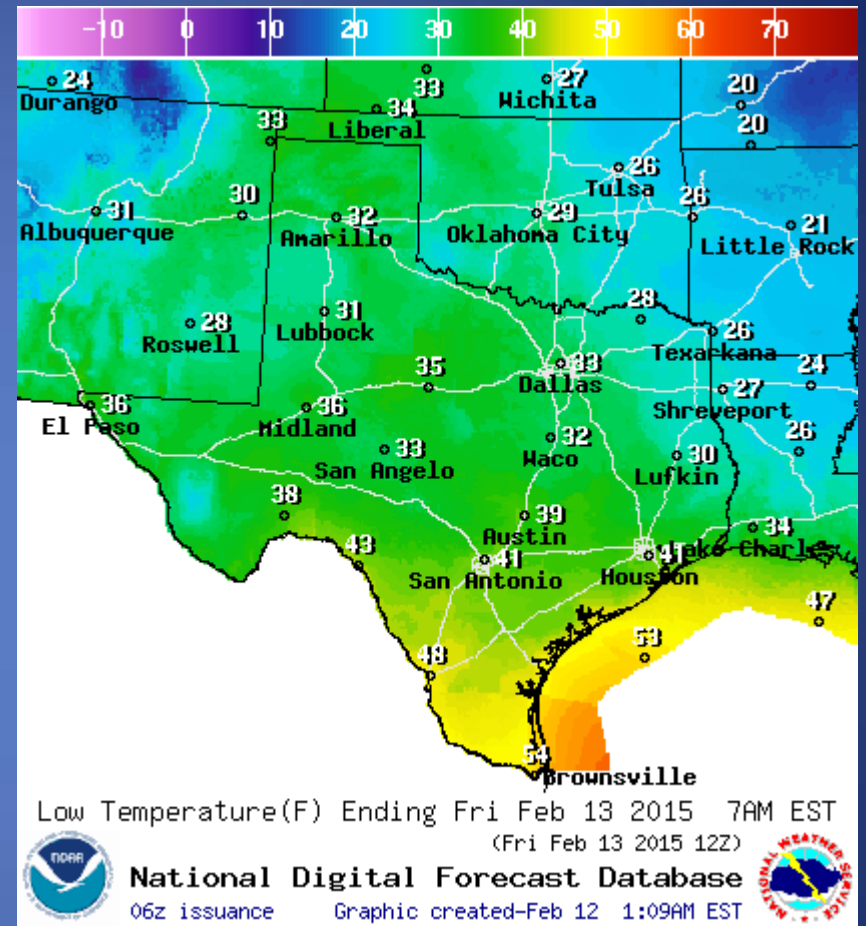 -10 0 10 20 30 40 50 60 70
24
Durango
33
27
Wichita
20
34
Liberal
33
20
26
Tulsa
31
Albuquerque
30
32
Amarillo
29
Oklahoma City
26
21
Little Rock
28
Roswell
31
Lubbock
28
26
Texarkana
35
33
Dallas
24
27
Shreveport
36
El Paso
36
Midland
33
San Angelo
32
Waco
30
Lufkin
26
38
39
Austin
34
Lake Charles
43
41
San Antonio
41
Houston
47
53
48
54
Brownsville
Low Temperature(F) Ending Fri Feb 13 2015 7AM EST
(Fri Feb 13 2015 12Z)
National Digital Forecast Database
06z issuance Graphic created-Feb 12 1:09AM EST
NOAA
NATIONAL WEATHER SERVICE